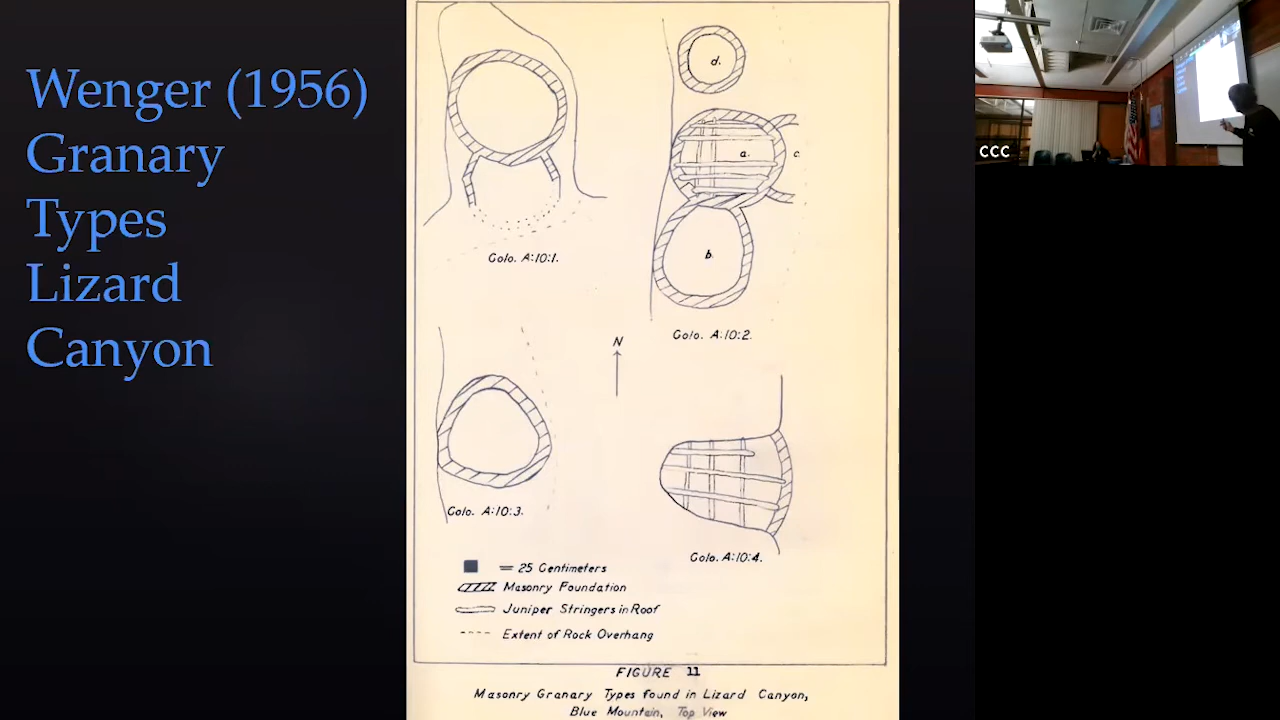 Wenger (1956)
Granary
Types
Lizard
Canyon
d.
a.
c.
b.
Colo. A:10:1.
Colo. A:10:2.
N
Colo. A:10:3.
Colo. A:10:4.
= 25 Centimeters
Masonry Foundation
Juniper Stringers in Roof
Extent of Rock Overhang
FIGURE 11
Masonry Granary Types found in Lizard Canyon,
Blue Mountain, Top View
CCC